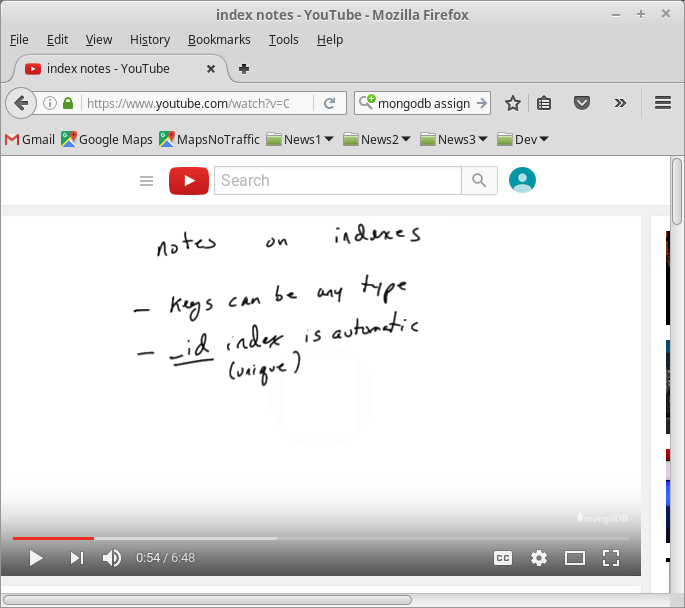 index notes - YouTube - Mozilla Firefox
File Edit View History Bookmarks Tools Help
index notes - YouTube
https://www.youtube.com/watch?v=C
mongodb assign
Gmail Google Maps MapsNoTraffic News1 News2 News3 Dev
Search
notes on indexes
- keys can be any type
- _id index is automatic
(unique)
mongoDB
0:54 / 6:48
CC